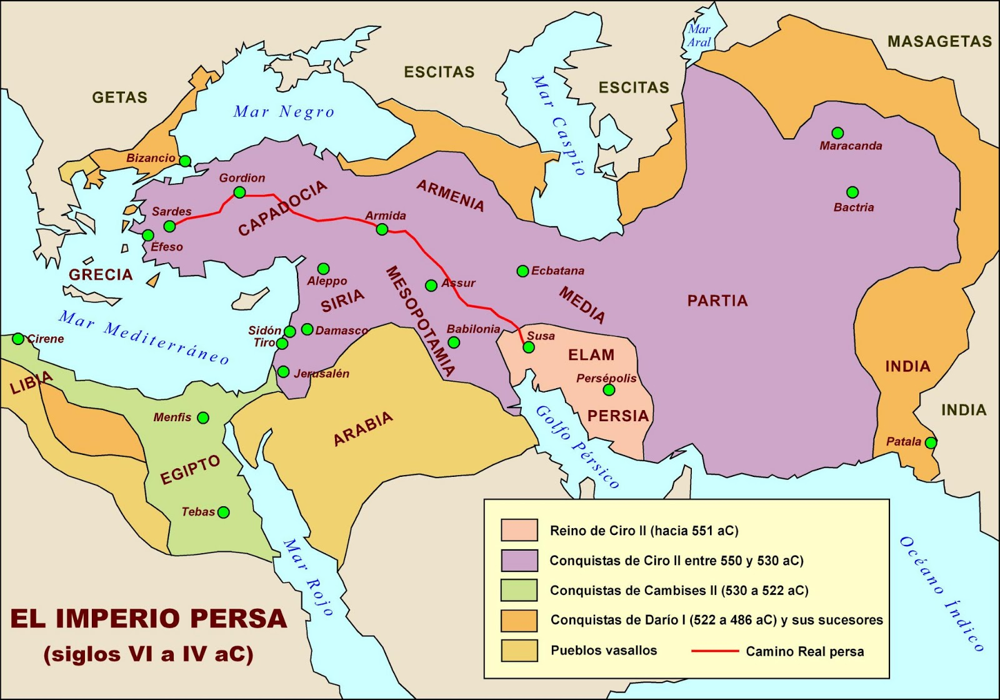 Mar
Aral
MASAGETAS
ESCITAS
ESCITAS
GETAS
Mar Negro
Mar Caspio
Maracanda
Bizancio
Gordion
CAPADOCIA
ARMENIA
Bactria
Sardes
Armida
Éfeso
GRECIA
Aleppo
SIRIA
MESOPOTAMIA
Assur
Ecbatana
MEDIA
PARTIA
Mar Mediterráneo
Sidón
Damasco
Tiro
Babilonia
Susa
Cirene
ELAM
INDIA
LIBIA
Jerusalén
Persépolis
Menfis
ARABIA
Golfo Pérsico
PERSIA
INDIA
Patala
EGIPTO
Tebas
Mar Rojo
Océano Índico
EL IMPERIO PERSA
(siglos VI a IV aC)
Reino de Ciro II (hacia 551 aC)
Conquistas de Ciro II entre 550 y 530 aC)
Conquistas de Cambises II (530 a 522 aC)
Conquistas de Darío I (522 a 486 aC) y sus sucesores
Pueblos vasallos
Camino Real persa